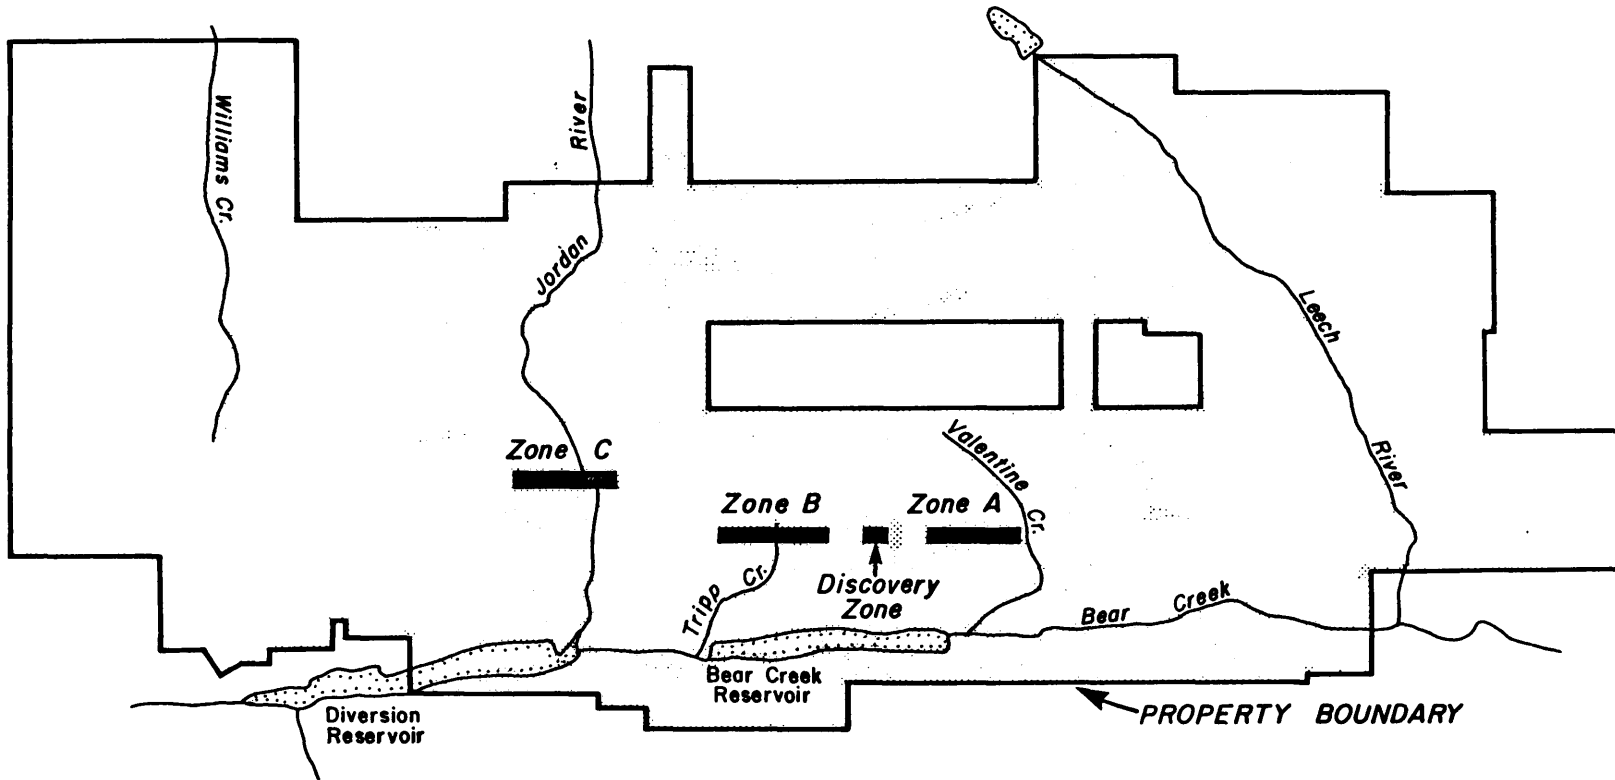 Williams Cr.
River
Jordan
Leech
River
Zone C
Valentine
Cr.
Zone B
Zone A
Discovery
Zone
Tripp Cr.
Bear Creek
Bear Creek
Reservoir
Diversion
Reservoir
PROPERTY BOUNDARY